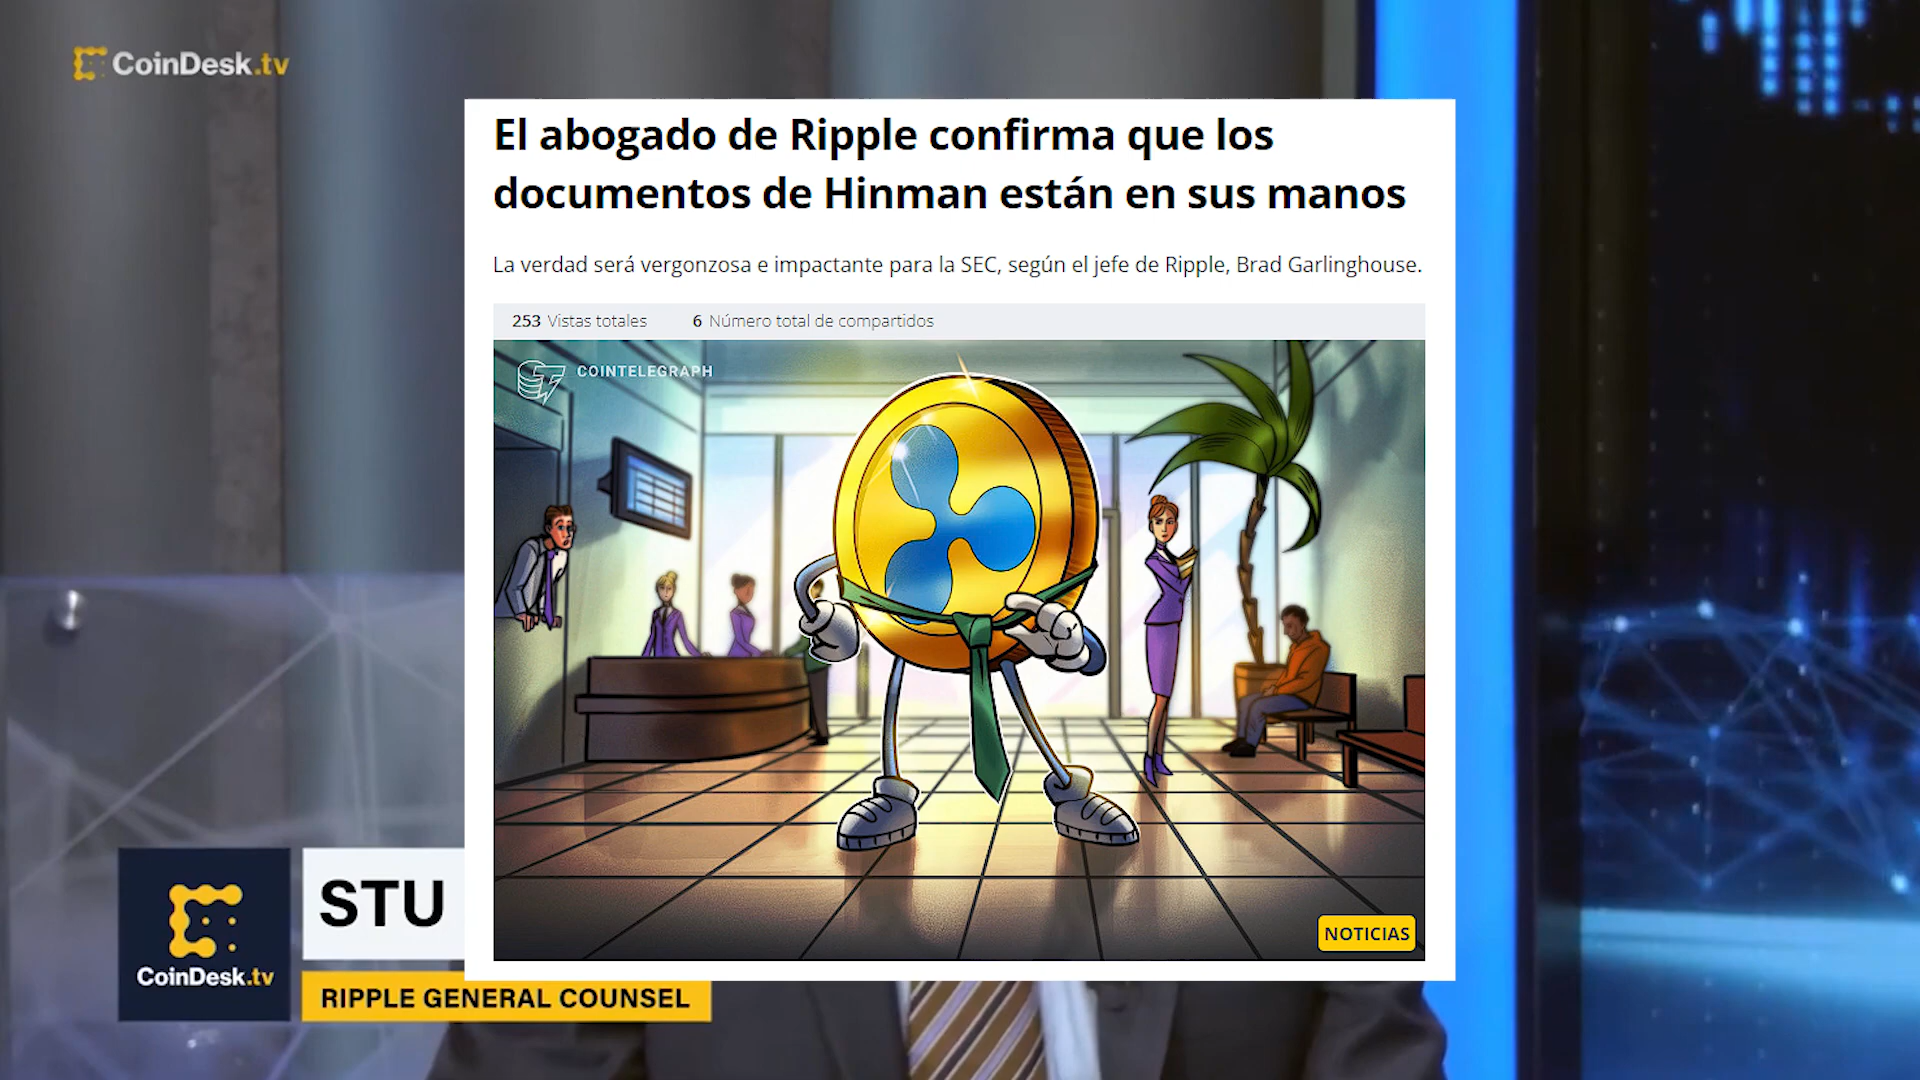 CoinDesk.tv
El abogado de Ripple confirma que los
documentos de Hinman están en sus manos
La verdad será vergonzosa e impactante para la SEC, según el jefe de Ripple, Brad Garlinghouse.
253 Vistas totales 6 Número total de compartidos
COINTELEGRAPH
NOTICIAS
STU
CoinDesk.tv
RIPPLE GENERAL COUNSEL